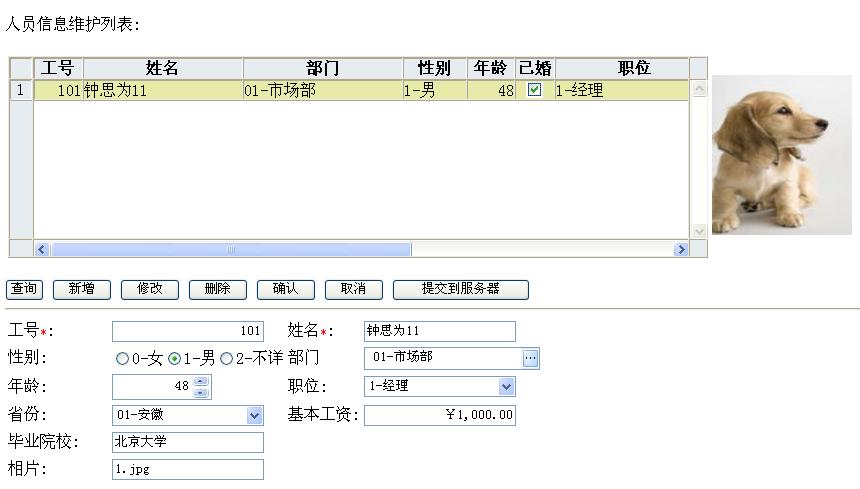 人员信息维护列表:
工号 姓名 部门 性别 年龄 已婚 职位
1 101 钟思为11 01-市场部 1-男 48 1-经理
查询 新增 修改 删除 确认 取消 提交到服务器
工号*: 101 姓名*: 钟思为11
性别: 0-女 1-男 2-不详 部门 01-市场部 ...
年龄: 48 职位: 1-经理
省份: 01-安徽 基本工资: ￥1,000.00
毕业院校: 北京大学
相片: 1.jpg